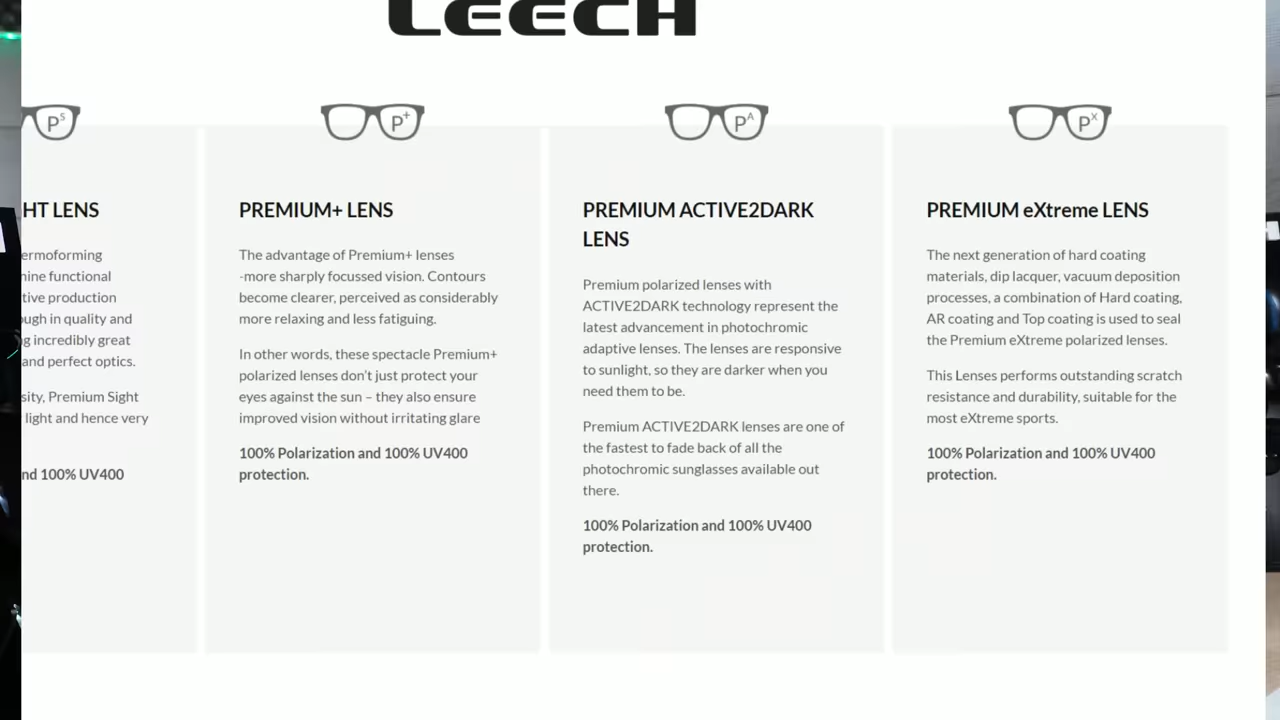 LEECH
PS
P+
PA
PX
HT LENS
ermoforming
nine functional
tive production
ough in quality and
ng incredibly great
and perfect optics.
sity, Premium Sight
light and hence very
nd 100% UV400
PREMIUM+ LENS
The advantage of Premium+ lenses
-more sharply focussed vision. Contours
become clearer, perceived as considerably
more relaxing and less fatiguing.
In other words, these spectacle Premium+
polarized lenses don't just protect your
eyes against the sun – they also ensure
improved vision without irritating glare
100% Polarization and 100% UV400
protection.
PREMIUM ACTIVE2DARK
LENS
Premium polarized lenses with
ACTIVE2DARK technology represent the
latest advancement in photochromic
adaptive lenses. The lenses are responsive
to sunlight, so they are darker when you
need them to be.
Premium ACTIVE2DARK lenses are one of
the fastest to fade back of all the
photochromic sunglasses available out
there.
100% Polarization and 100% UV400
protection.
PREMIUM eXtreme LENS
The next generation of hard coating
materials, dip lacquer, vacuum deposition
processes, a combination of Hard coating,
AR coating and Top coating is used to seal
the Premium eXtreme polarized lenses.
This Lenses performs outstanding scratch
resistance and durability, suitable for the
most eXtreme sports.
100% Polarization and 100% UV400
protection.